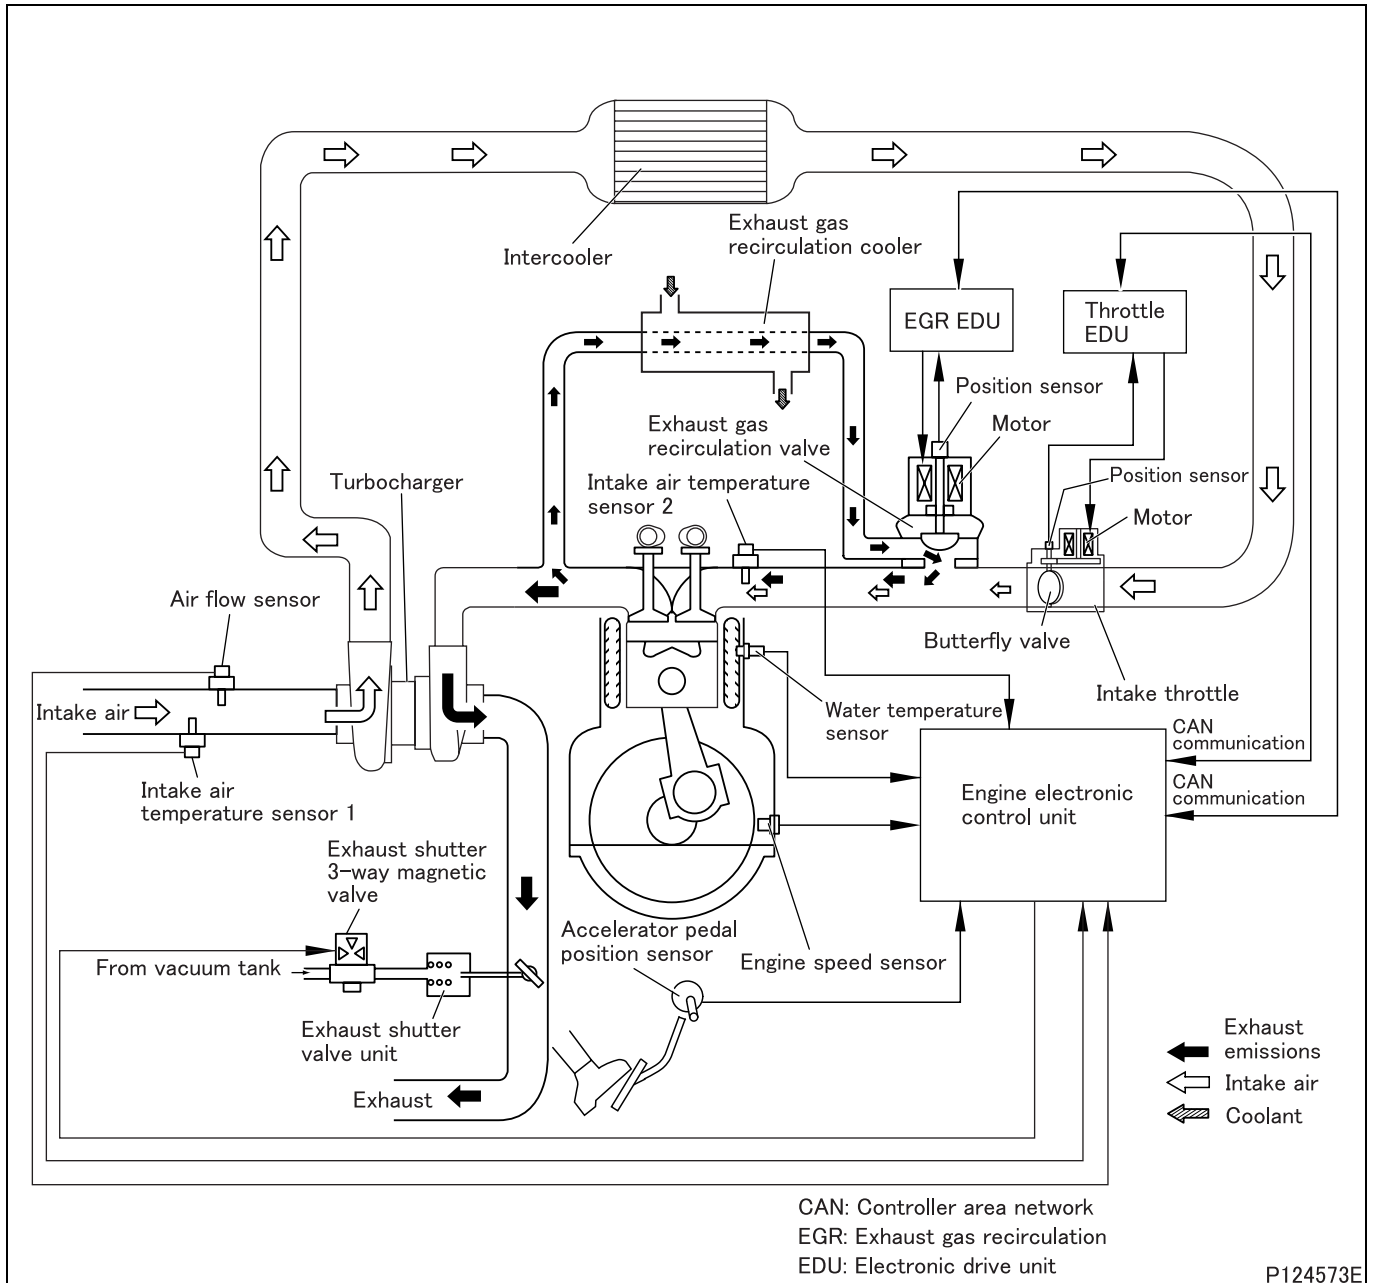 Exhaust gas
recirculation cooler
Intercooler
EGR EDU
Throttle
EDU
Position sensor
Motor
Exhaust gas
recirculation valve
Turbocharger
Intake air temperature
sensor 2
Position sensor
Motor
Air flow sensor
Butterfly valve
Intake air
Intake throttle
Water temperature
sensor
CAN
communication
Intake air
temperature sensor 1
CAN
communication
Engine electronic
control unit
Exhaust shutter
3-way magnetic
valve
Accelerator pedal
position sensor
Engine speed sensor
From vacuum tank
Exhaust shutter
valve unit
Exhaust
Exhaust
emissions
Intake air
Coolant
CAN: Controller area network
EGR: Exhaust gas recirculation
EDU: Electronic drive unit
P124573E